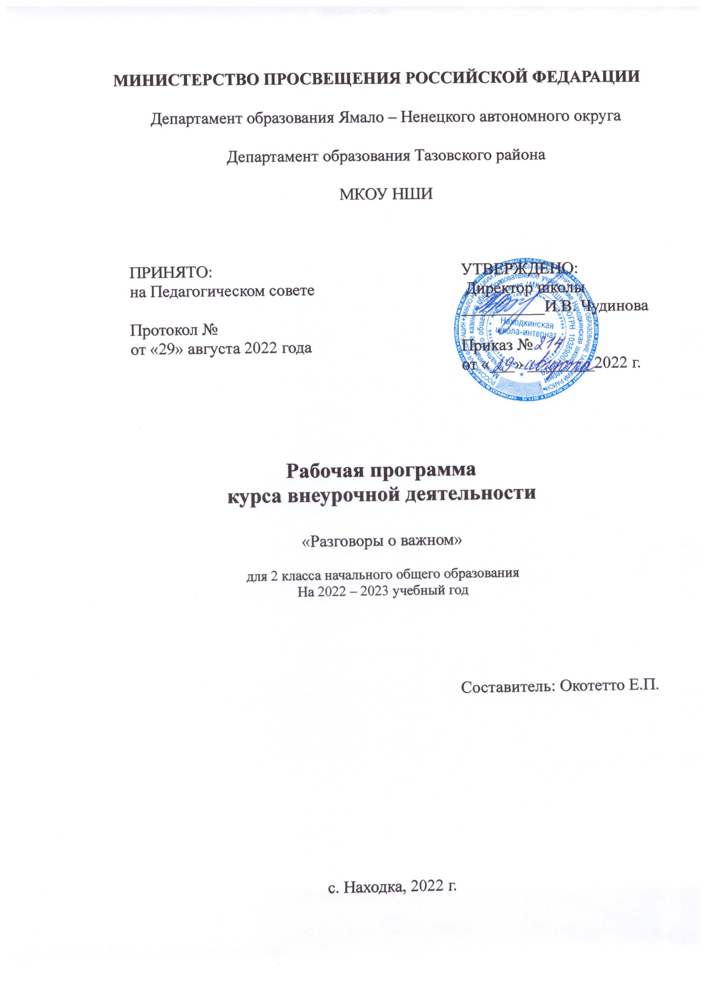 МИНИСТЕРСТВО ПРОСВЕЩЕНИЯ РОССИЙСКОЙ ФЕДАРАЦИИ
Департамент образования Ямало – Ненецкого автономного округа
Департамент образования Тазовского района
МКОУ НШИ
ПРИНЯТО:
на Педагогическом совете
Протокол №
от «29» августа 2022 года
УТВЕРЖДЕНО:
Директор школы
__________И.В. Чудинова
Приказ № 214
от « 29 » августа 2022 г.
Находкинская
школа-интернат
Рабочая программа
курса внеурочной деятельности
«Разговоры о важном»
для 2 класса начального общего образования
На 2022 – 2023 учебный год
Составитель: Окотетто Е.П.
с. Находка, 2022 г.